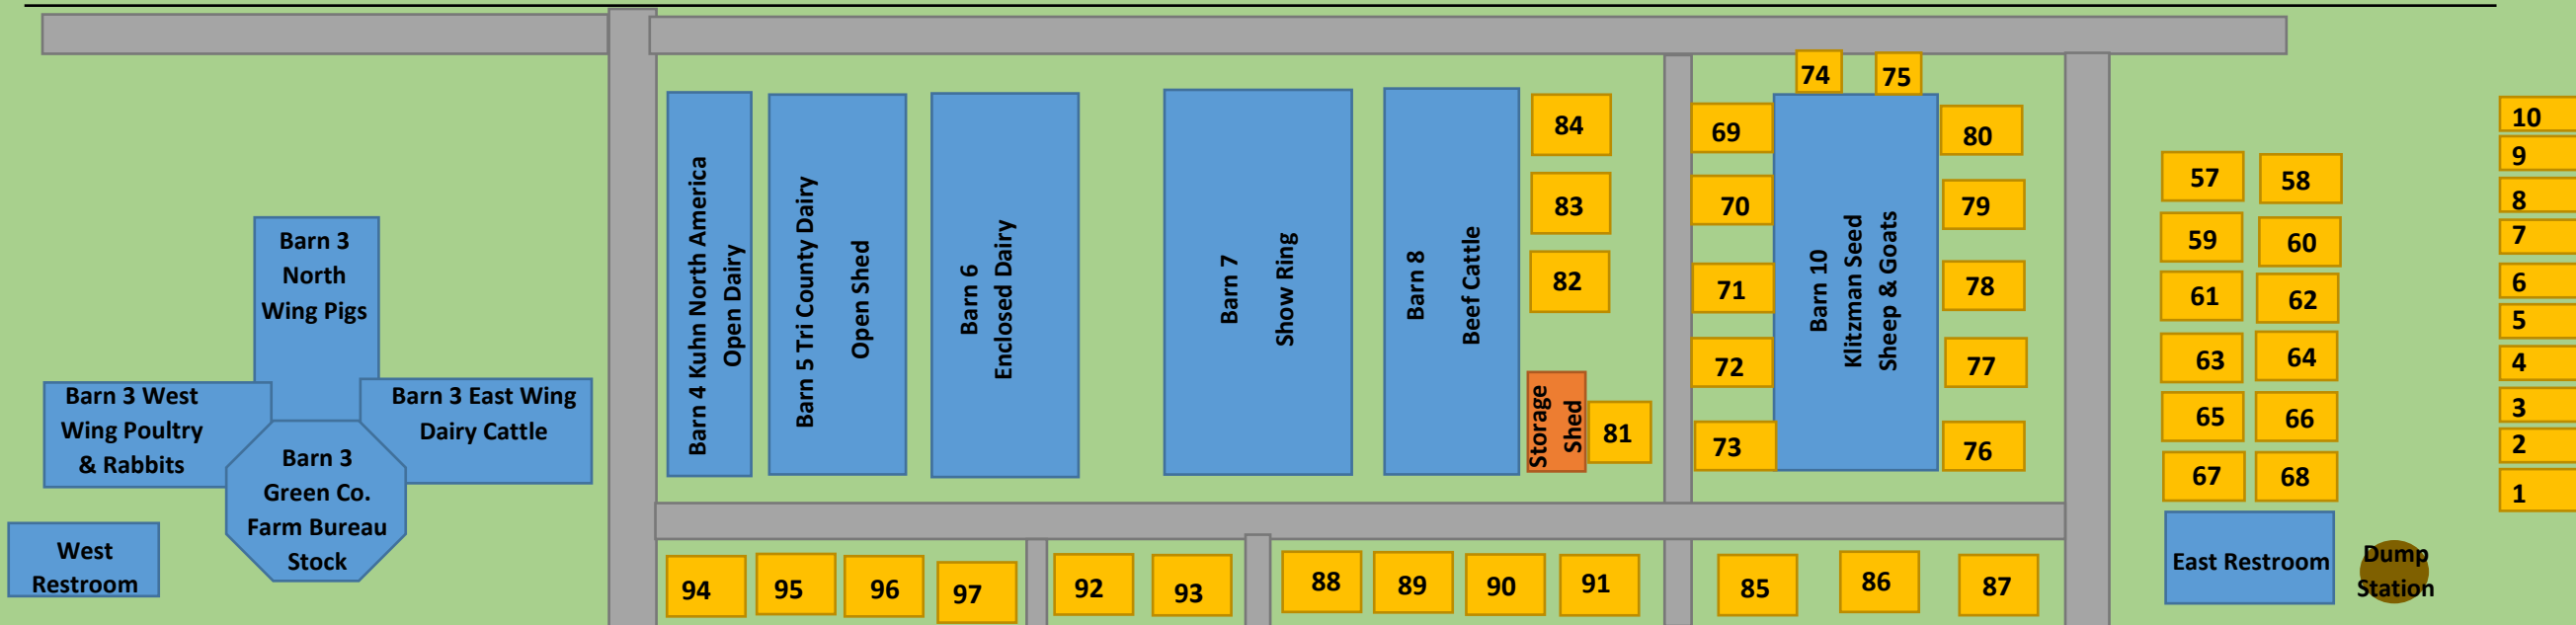 Barn 3
North
Wing Pigs
Barn 3 West
Wing Poultry
& Rabbits
Barn 3 East Wing
Dairy Cattle
Barn 3
Green Co.
Farm Bureau
Stock
West
Restroom
Barn 4 Kuhn North America
Open Dairy
Barn 5 Tri County Dairy
Open Shed
Barn 6
Enclosed Dairy
Barn 7
Show Ring
Barn 8
Beef Cattle
84
83
82
Storage
Shed
81
69
70
71
72
73
74
75
Barn 10
Klitzman Seed
Sheep & Goats
80
79
78
77
76
94
95
96
97
92
93
88
89
90
91
85
86
87
57
58
59
60
61
62
63
64
65
66
67
68
East Restroom
Dump
Station
10
9
8
7
6
5
4
3
2
1